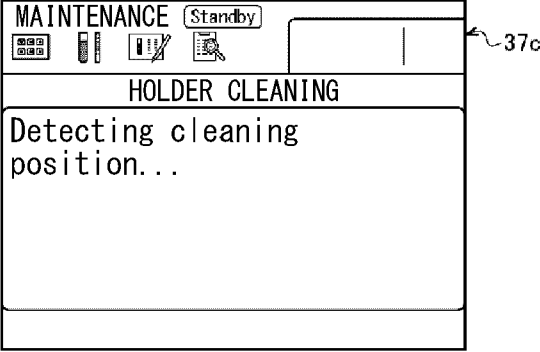 MAINTENANCE Standby
37c
HOLDER CLEANING
Detecting cleaning
position...